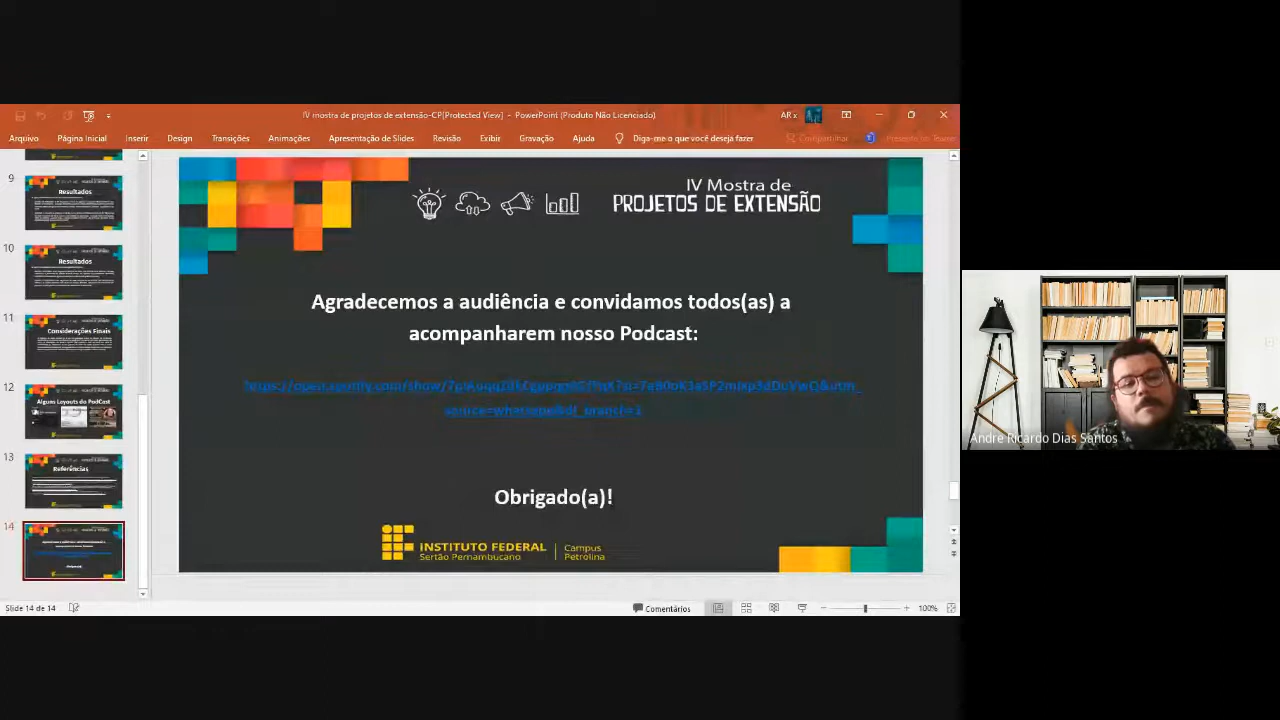 IV mostra de projetos de extensão-CP[Protected View] - PowerPoint (Produto Não Licenciado)
AR x
Arquivo Página Inicial Inserir Design Transições Animações Apresentação de Slides Revisão Exibir Gravação Ajuda Diga-me o que você deseja fazer Compartilhar
9
Resultados
10
Resultados
11
Considerações Finais
12
Alguns Layouts do PodCast
13
Referências
14
IV Mostra de
PROJETOS DE EXTENSÃO
Agradecemos a audiência e convidamos todos(as) a
acompanharem nosso Podcast:
Obrigado(a)!
INSTITUTO FEDERAL
Sertão Pernambucano
Campus
Petrolina
Andre Ricardo Dias Santos
Slide 14 de 14
Comentários
100%